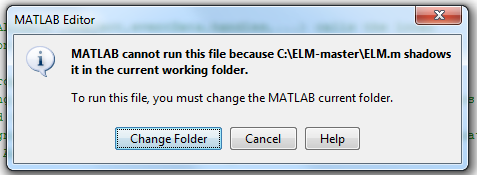 MATLAB Editor
MATLAB cannot run this file because C:\ELM-master\ELM.m shadows
it in the current working folder.
To run this file, you must change the MATLAB current folder.
Change Folder Cancel Help